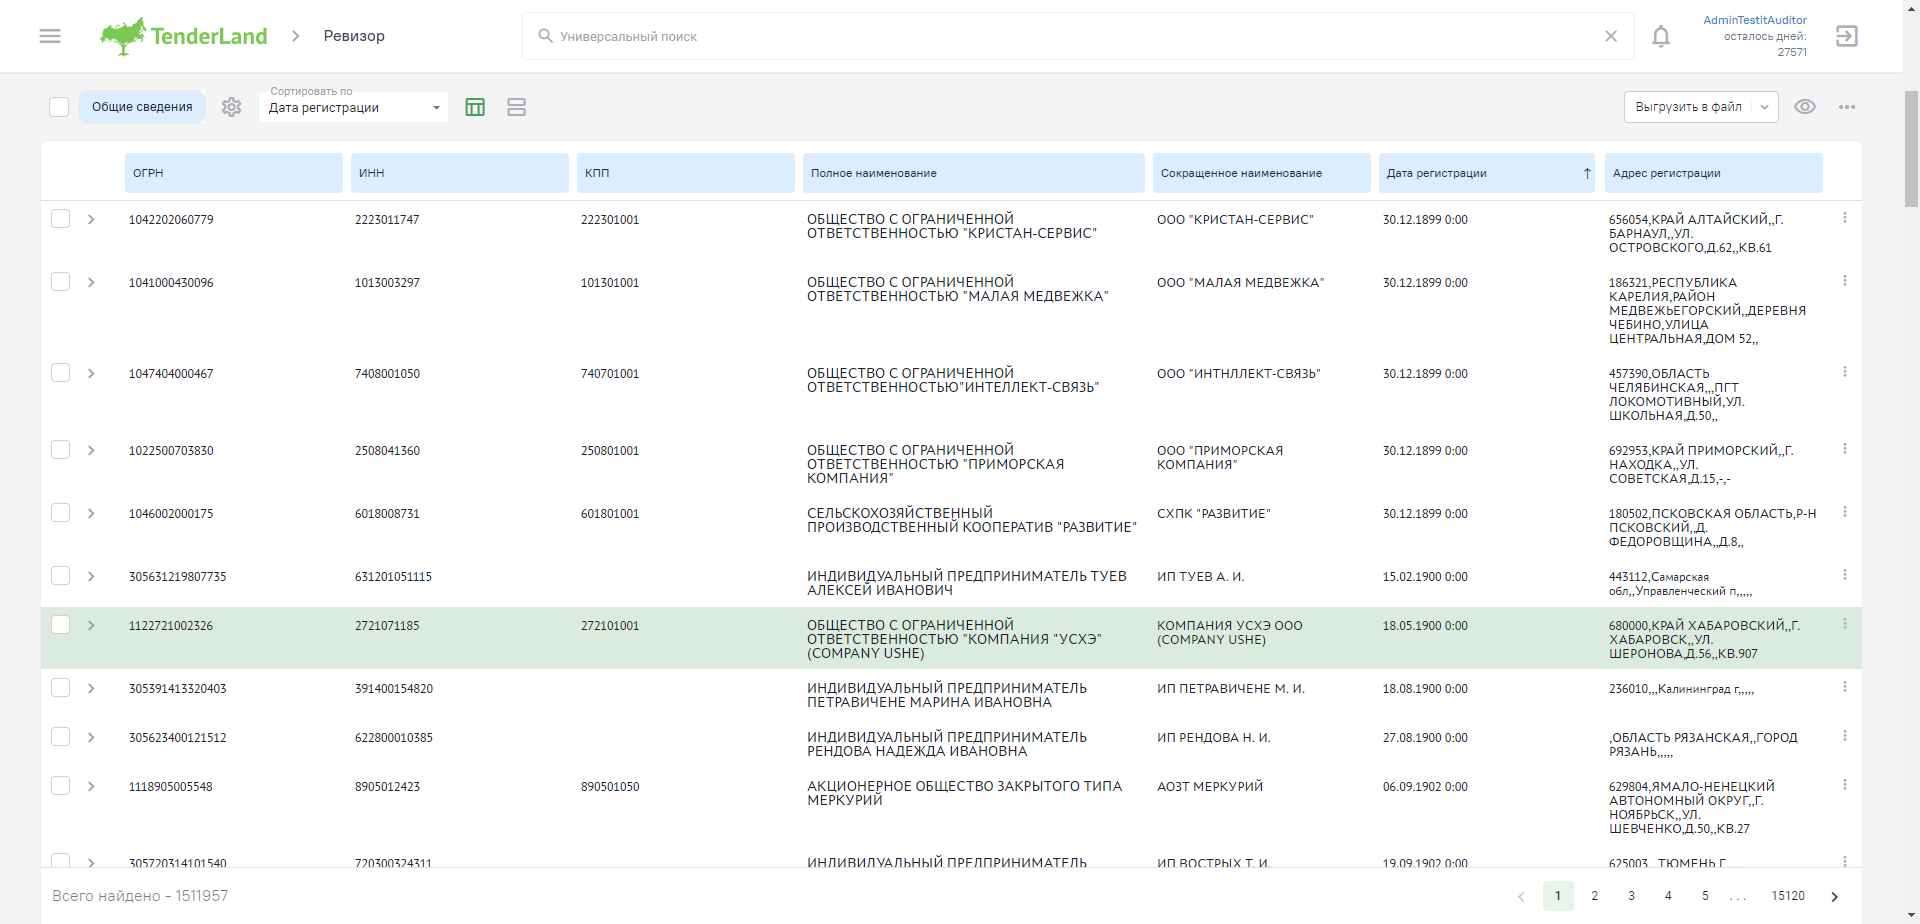 TenderLand
Ревизор
Универсальный поиск
AdminTestitAuditor
осталось дней:
27571
Общие сведения
Сортировать по
Дата регистрации
Выгрузить в файл
ОГРН ИНН КПП Полное наименование Сокращенное наименование Дата регистрации Адрес регистрации
1042202060779 2223011747 222301001 ОБЩЕСТВО С ОГРАНИЧЕННОЙ ООО "КРИСТАН-СЕРВИС" 30.12.1899 0:00 656054,КРАЙ АЛТАЙСКИЙ,,Г.
ОТВЕТСТВЕННОСТЬЮ "КРИСТАН-СЕРВИС" БАРНАУЛ,,УЛ.
ОСТРОВСКОГО,Д.62,,КВ.61
1041000430096 1013003297 101301001 ОБЩЕСТВО С ОГРАНИЧЕННОЙ ООО "МАЛАЯ МЕДВЕЖКА" 30.12.1899 0:00 186321,РЕСПУБЛИКА
ОТВЕТСТВЕННОСТЬЮ "МАЛАЯ МЕДВЕЖКА" КАРЕЛИЯ,РАЙОН
МЕДВЕЖЬЕГОРСКИЙ,,ДЕРЕВНЯ
ЧЕБИНО,УЛИЦА
ЦЕНТРАЛЬНАЯ,ДОМ 52,,
1047404000467 7408001050 740701001 ОБЩЕСТВО С ОГРАНИЧЕННОЙ ООО "ИНТНЛЛЕКТ-СВЯЗЬ" 30.12.1899 0:00 457390,ОБЛАСТЬ
ОТВЕТСТВЕННОСТЬЮ"ИНТЕЛЛЕКТ-СВЯЗЬ" ЧЕЛЯБИНСКАЯ,,,ПГТ
ЛОКОМОТИВНЫЙ,УЛ.
ШКОЛЬНАЯ,Д.50,,
1022500703830 2508041360 250801001 ОБЩЕСТВО С ОГРАНИЧЕННОЙ ООО "ПРИМОРСКАЯ 30.12.1899 0:00 692953,КРАЙ ПРИМОРСКИЙ,,Г.
ОТВЕТСТВЕННОСТЬЮ "ПРИМОРСКАЯ КОМПАНИЯ" НАХОДКА,,УЛ.
КОМПАНИЯ" СОВЕТСКАЯ,Д.15,-,-
1046002000175 6018008731 601801001 СЕЛЬСКОХОЗЯЙСТВЕННЫЙ СХПК "РАЗВИТИЕ" 30.12.1899 0:00 180502,ПСКОВСКАЯ ОБЛАСТЬ,Р-Н
ПРОИЗВОДСТВЕННЫЙ КООПЕРАТИВ "РАЗВИТИЕ" ПСКОВСКИЙ,,Д.
ФЕДОРОВЩИНА,,Д.8,,
305631219807735 631201051115 ИНДИВИДУАЛЬНЫЙ ПРЕДПРИНИМАТЕЛЬ ТУЕВ ИП ТУЕВ А. И. 15.02.1900 0:00 443112,Самарская
АЛЕКСЕЙ ИВАНОВИЧ обл,,Управленческий п,,,,,
1122721002326 2721071185 272101001 ОБЩЕСТВО С ОГРАНИЧЕННОЙ КОМПАНИЯ УСХЭ ООО 18.05.1900 0:00 680000,КРАЙ ХАБАРОВСКИЙ,,Г.
ОТВЕТСТВЕННОСТЬЮ "КОМПАНИЯ "УСХЭ" (COMPANY USHE) ХАБАРОВСК,,УЛ.
(COMPANY USHE) ШЕРОНОВА,Д.56,,КВ.907
305391413320403 391400154820 ИНДИВИДУАЛЬНЫЙ ПРЕДПРИНИМАТЕЛЬ ИП ПЕТРАВИЧЕНЕ М. И. 18.08.1900 0:00 236010,,,Калининград г,,,,,
ПЕТРАВИЧЕНЕ МАРИНА ИВАНОВНА
305623400121512 622800010385 ИНДИВИДУАЛЬНЫЙ ПРЕДПРИНИМАТЕЛЬ ИП РЕНДОВА Н. И. 27.08.1900 0:00 ,ОБЛАСТЬ РЯЗАНСКАЯ,,ГОРОД
РЕНДОВА НАДЕЖДА ИВАНОВНА РЯЗАНЬ,,,,,
1118905005548 8905012423 890501050 АКЦИОНЕРНОЕ ОБЩЕСТВО ЗАКРЫТОГО ТИПА АОЗТ МЕРКУРИЙ 06.09.1902 0:00 629804,ЯМАЛО-НЕНЕЦКИЙ
МЕРКУРИЙ АВТОНОМНЫЙ ОКРУГ,,Г.
НОЯБРЬСК,,УЛ.
ШЕВЧЕНКО,Д.50,,КВ.27
305720314101540 720300324311 ИНДИВИДУАЛЬНЫЙ ПРЕДПРИНИМАТЕЛЬ ИП ВОСТРЫХ Т. И. 19.09.1902 0:00 625003,,,ТЮМЕНЬ Г
Всего найдено - 1511957
1 2 3 4 5 ... 15120